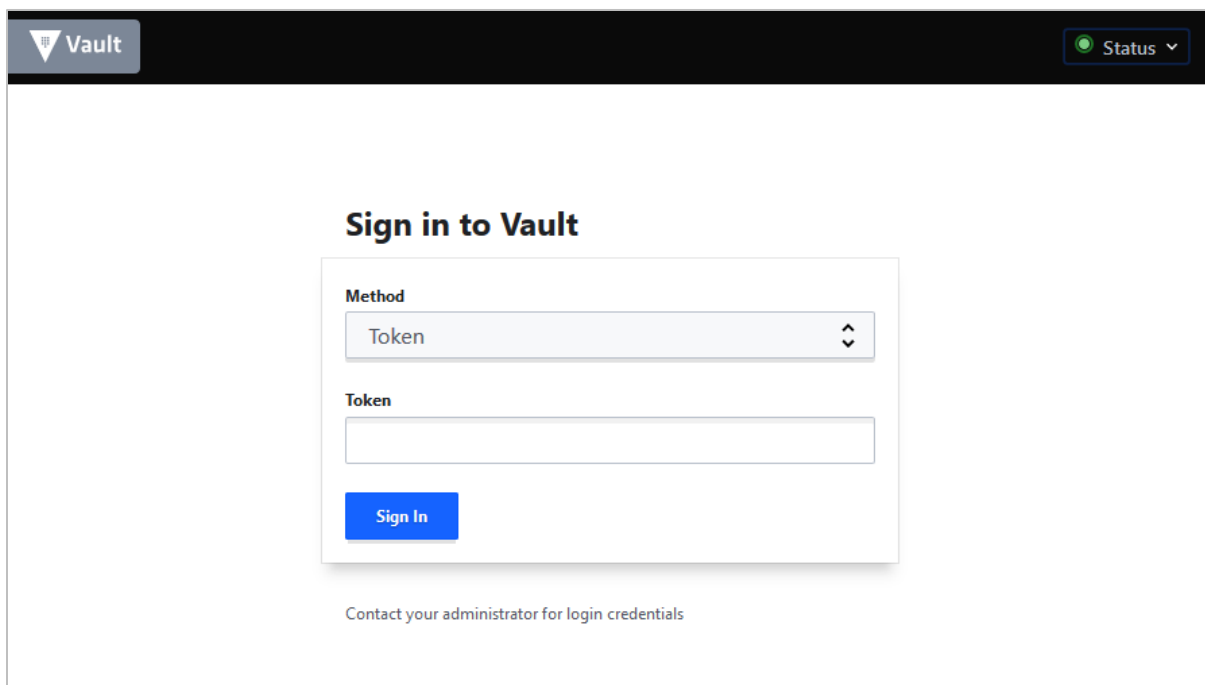 Vault
Status
Sign in to Vault
Method
Token
Token
Sign In
Contact your administrator for login credentials